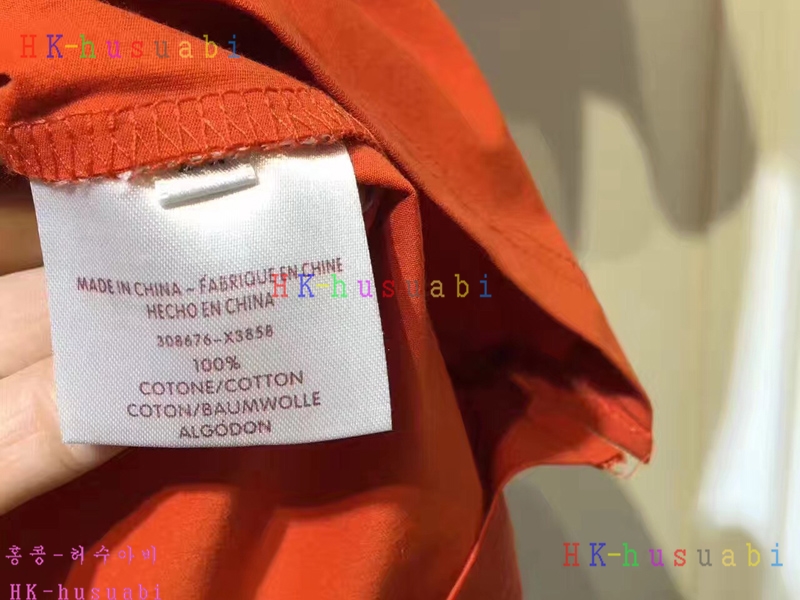 HK-husuabi
MADE IN CHINA ~ FABRIQUE EN CHINE
HK-husuabi
HECHO EN CHINA
308676-X3858
100%
COTONE/COTTON
COTON/BAUMWOLLE
ALGODON
홍콩-허수아비
HK-husuabi
HK-husuabi